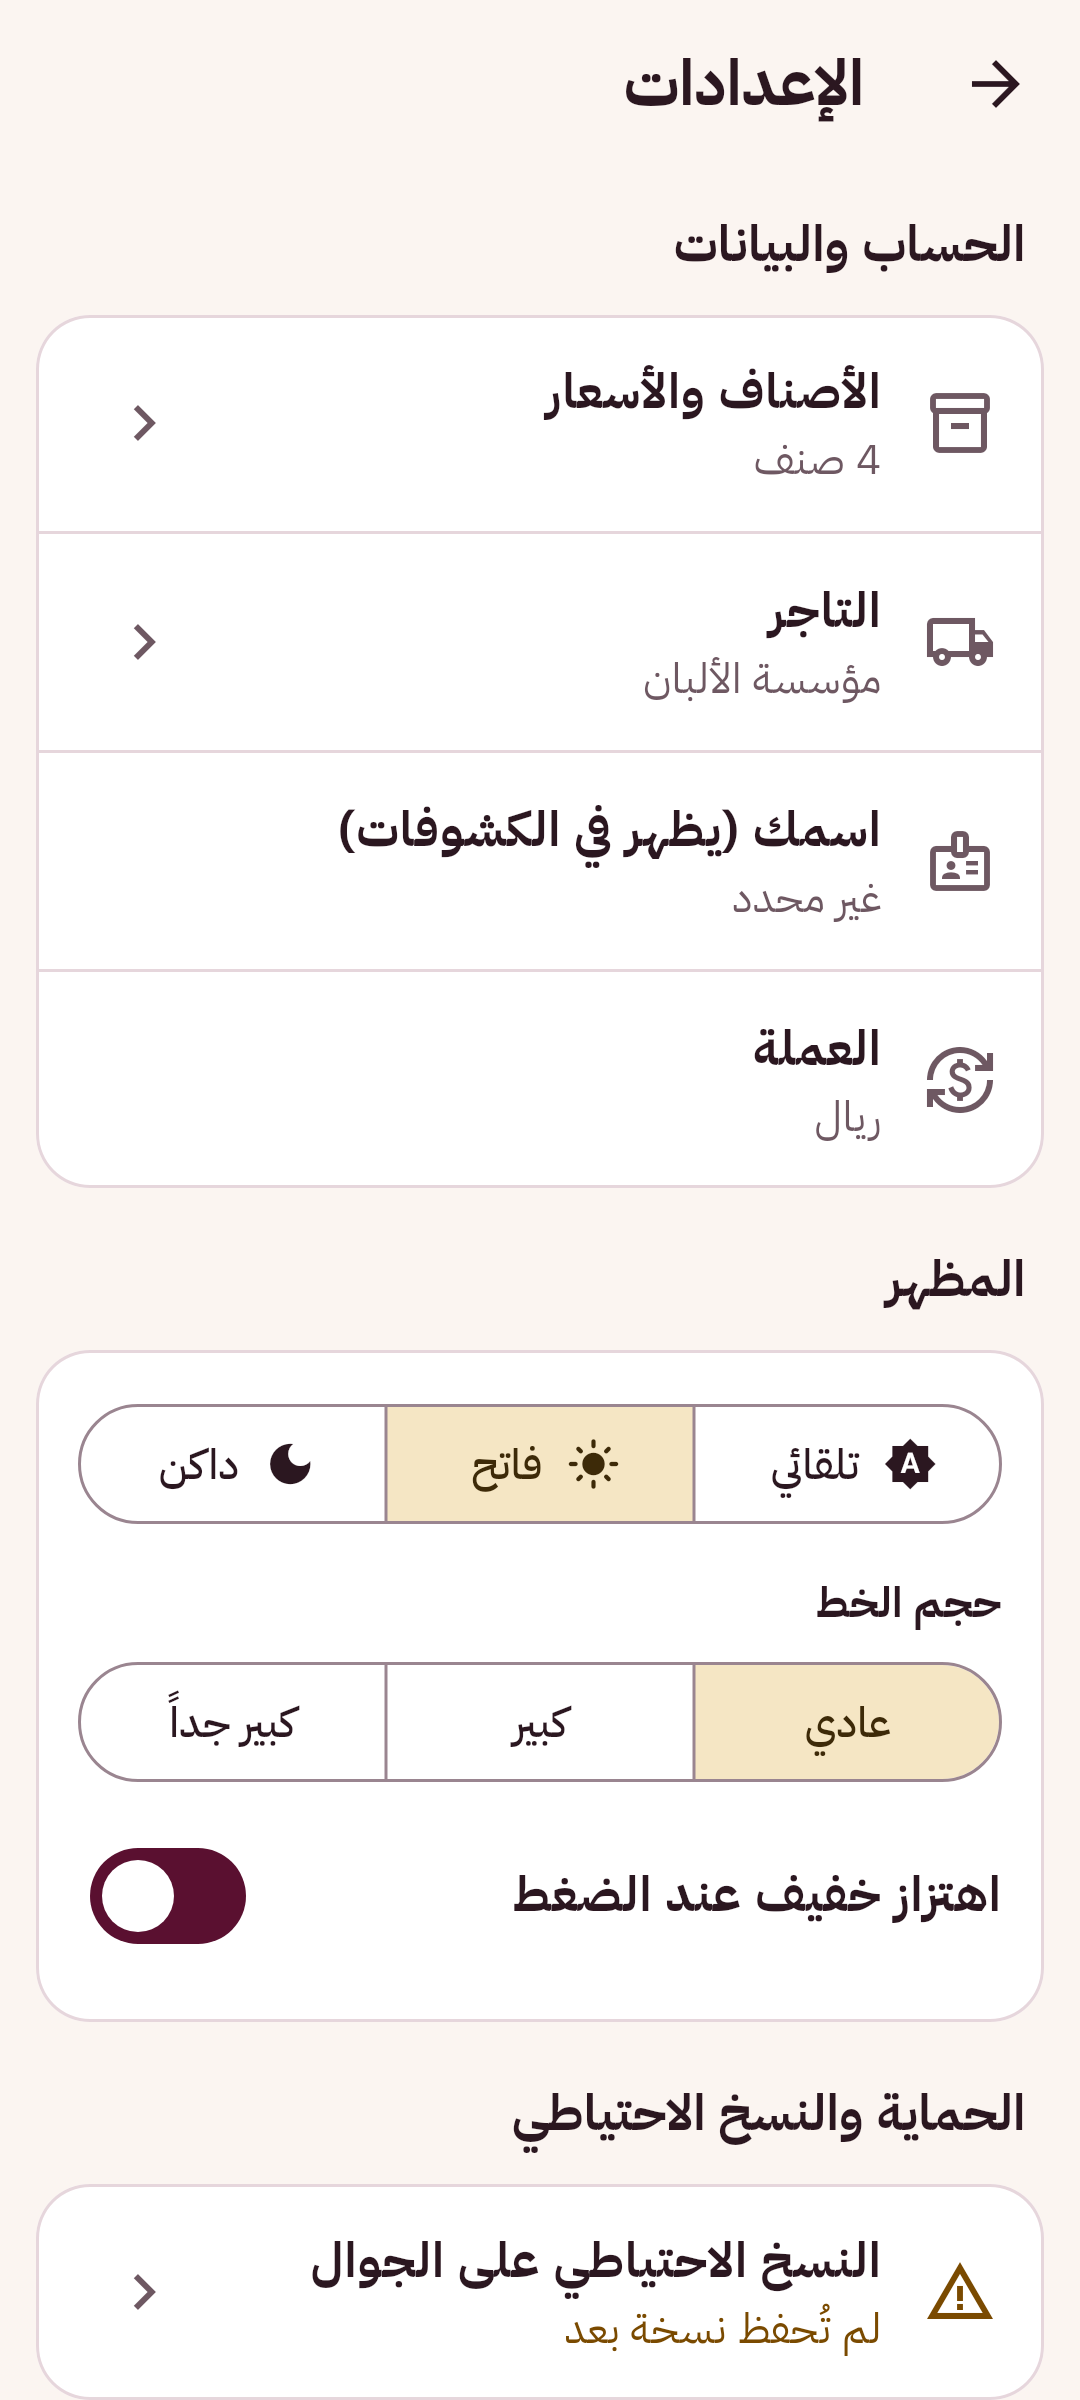 الإعدادات
الحساب والبيانات
الأصناف والأسعار
4 صنف
التاجر
مؤسسة الألبان
اسمك (يظهر في الكشوفات)
غير محدد
العملة
ريال
المظهر
تلقائي
فاتح
داكن
حجم الخط
عادي
كبير
كبير جداً
اهتزاز خفيف عند الضغط
الحماية والنسخ الاحتياطي
النسخ الاحتياطي على الجوال
لم تُحفظ نسخة بعد